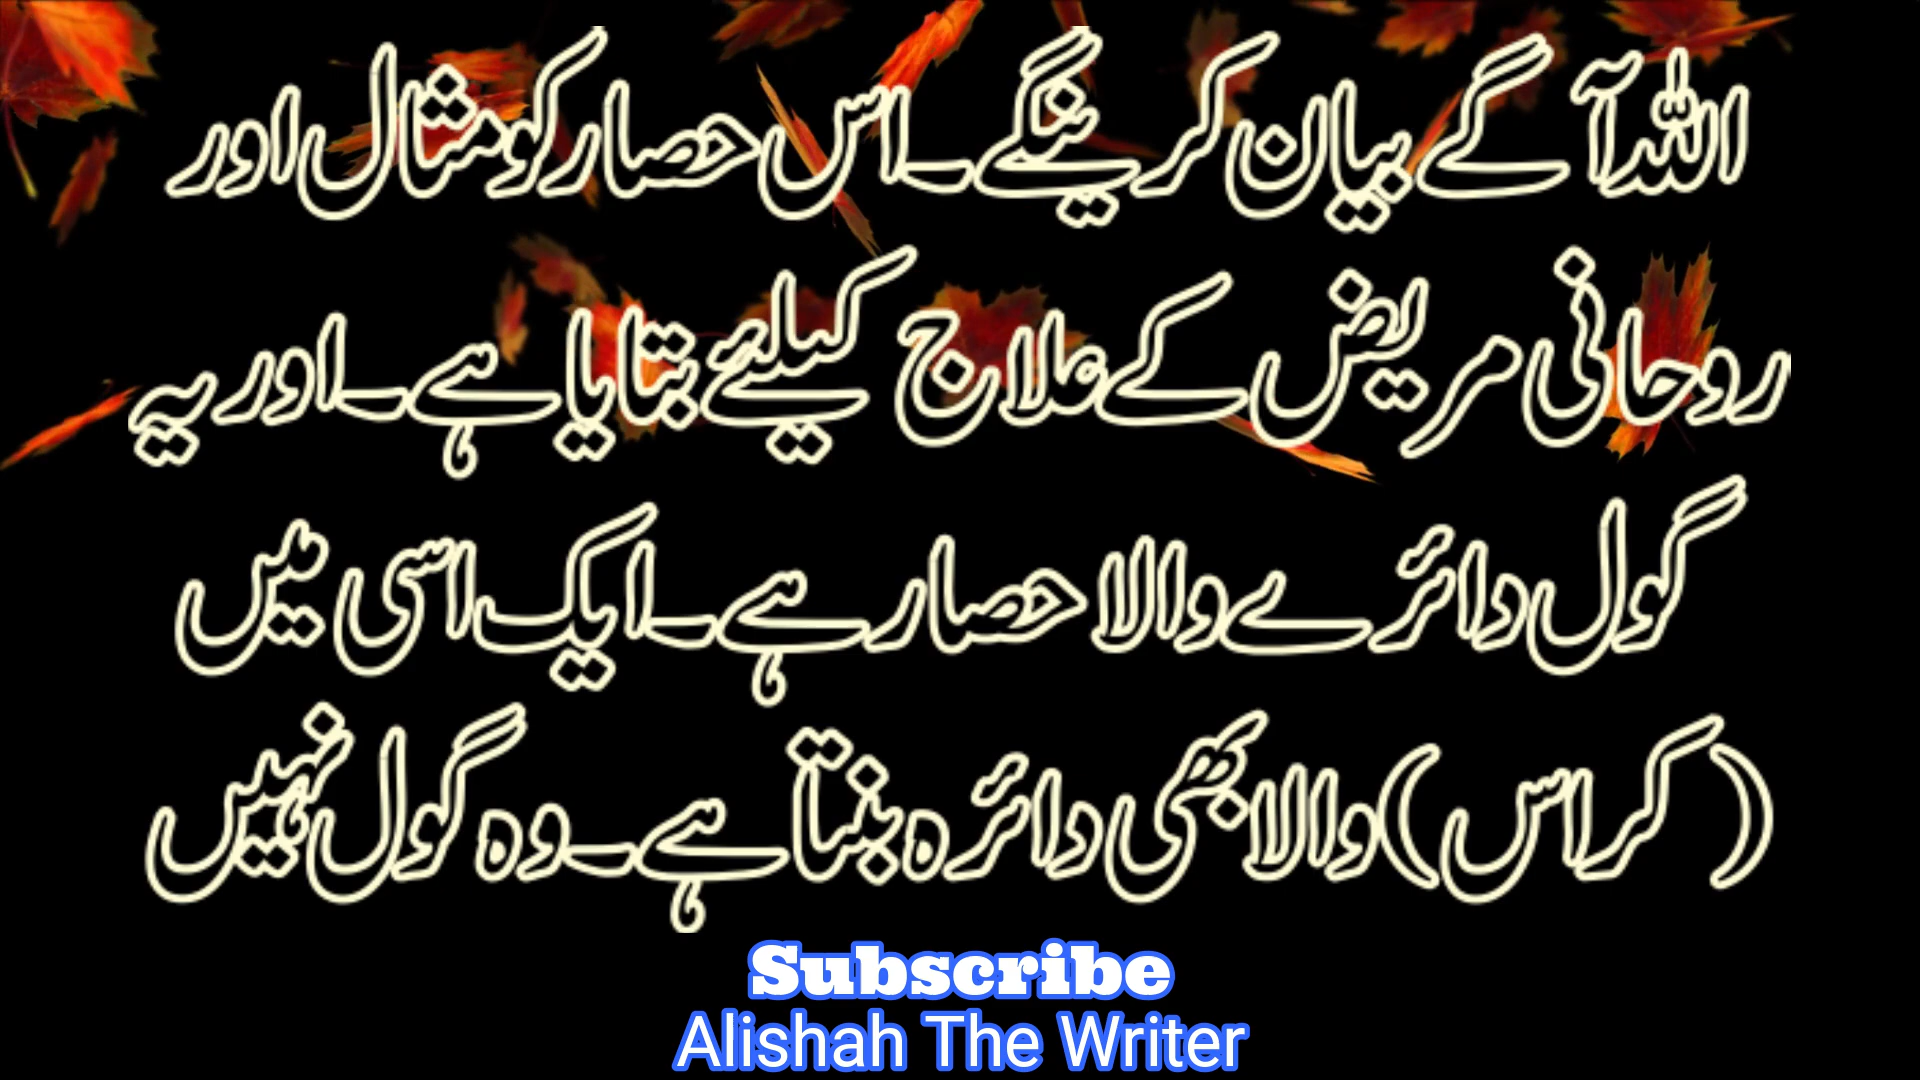 اللہ آگے بیان کرینگے۔اس حصار کو مثال اور
روحانی مریض کے علاج کیلئے بتایا ہے۔اور یہ
گول دائرے والا حصار ہے۔ایک اسی میں
(کراس)والا بھی دائرہ بنتا ہے۔وہ گول نہیں
Subscribe
Alishah The Writer